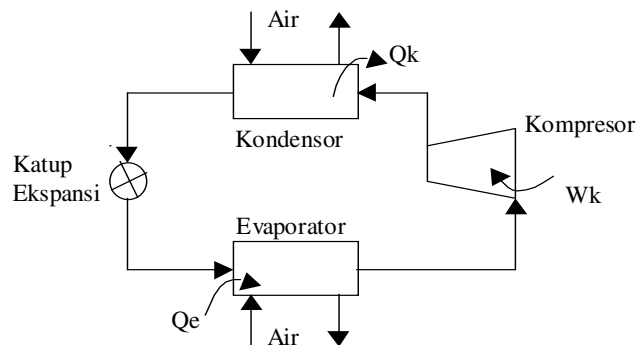 Air
Qk
Kondensor
Kompresor
Katup
Ekspansi
Wk
Evaporator
Qe
Air